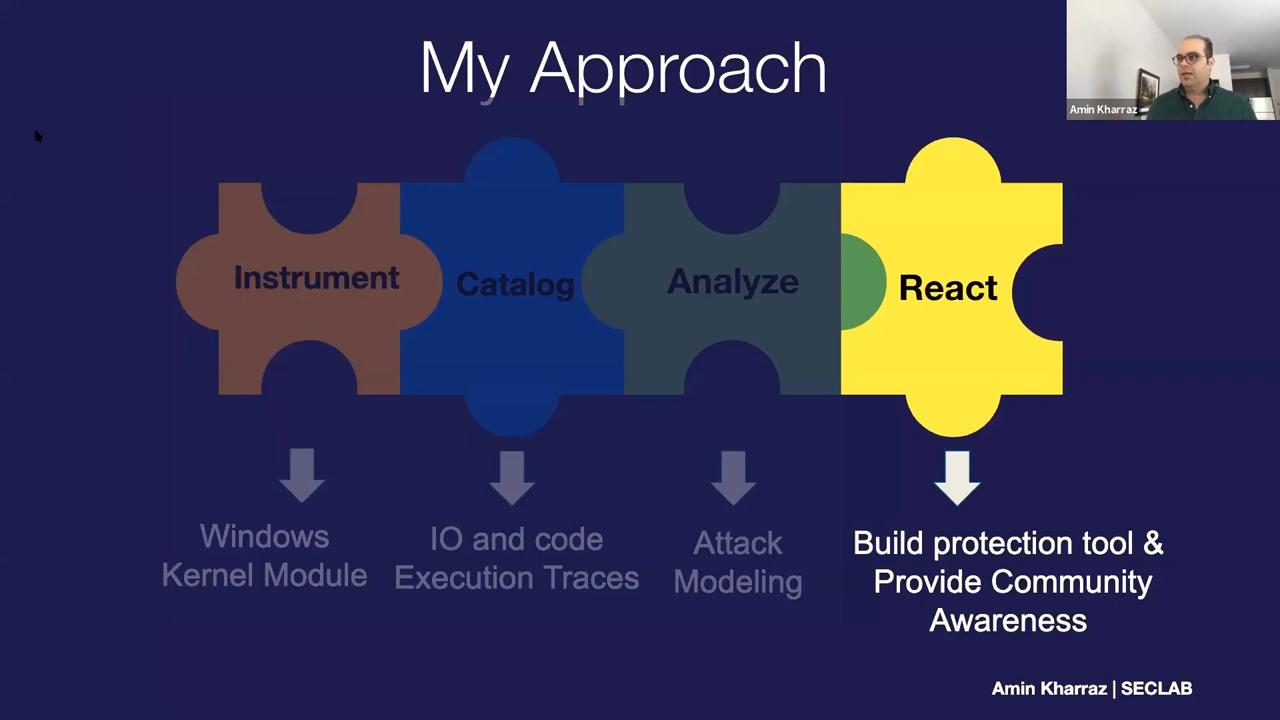 My Approach
Amin Kharraz
Instrument
Catalog
Analyze
React
Windows
Kernel Module
IO and code
Execution Traces
Attack
Modeling
Build protection tool &
Provide Community
Awareness
Amin Kharraz | SECLAB